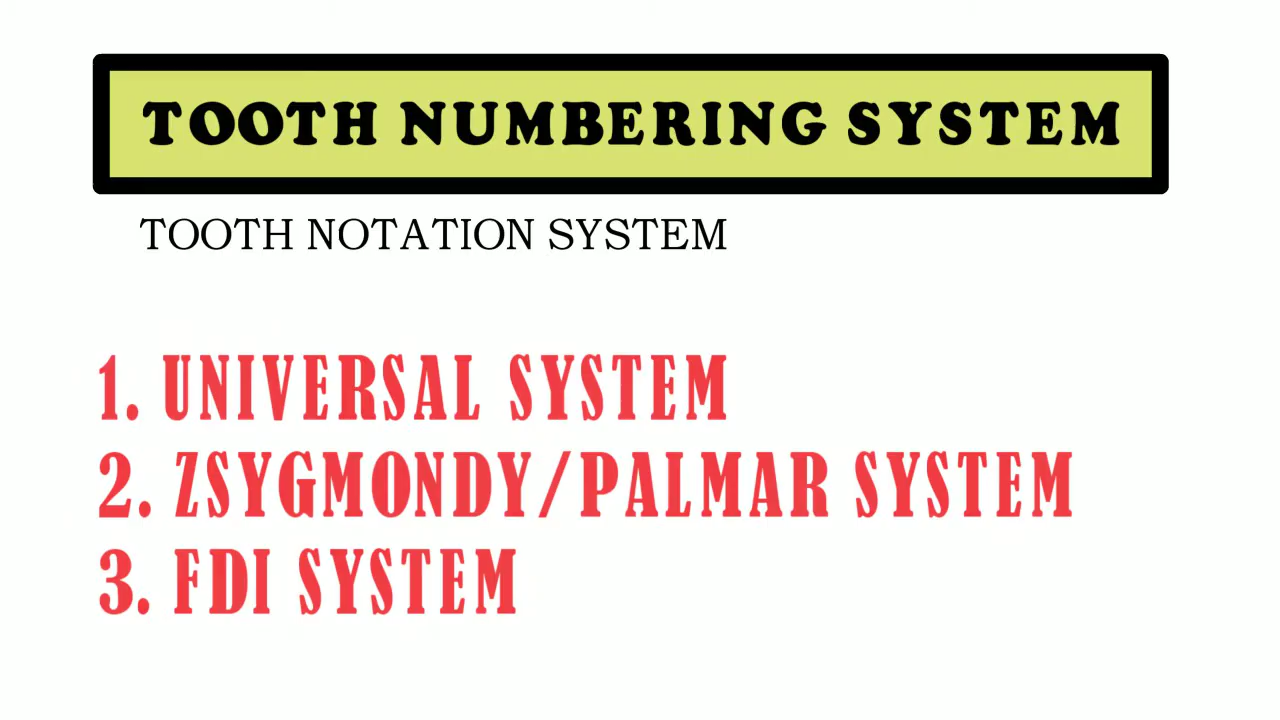 TOOTH NUMBERING SYSTEM
TOOTH NOTATION SYSTEM
1. UNIVERSAL SYSTEM
2. ZSYGMONDY/PALMAR SYSTEM
3. FDI SYSTEM